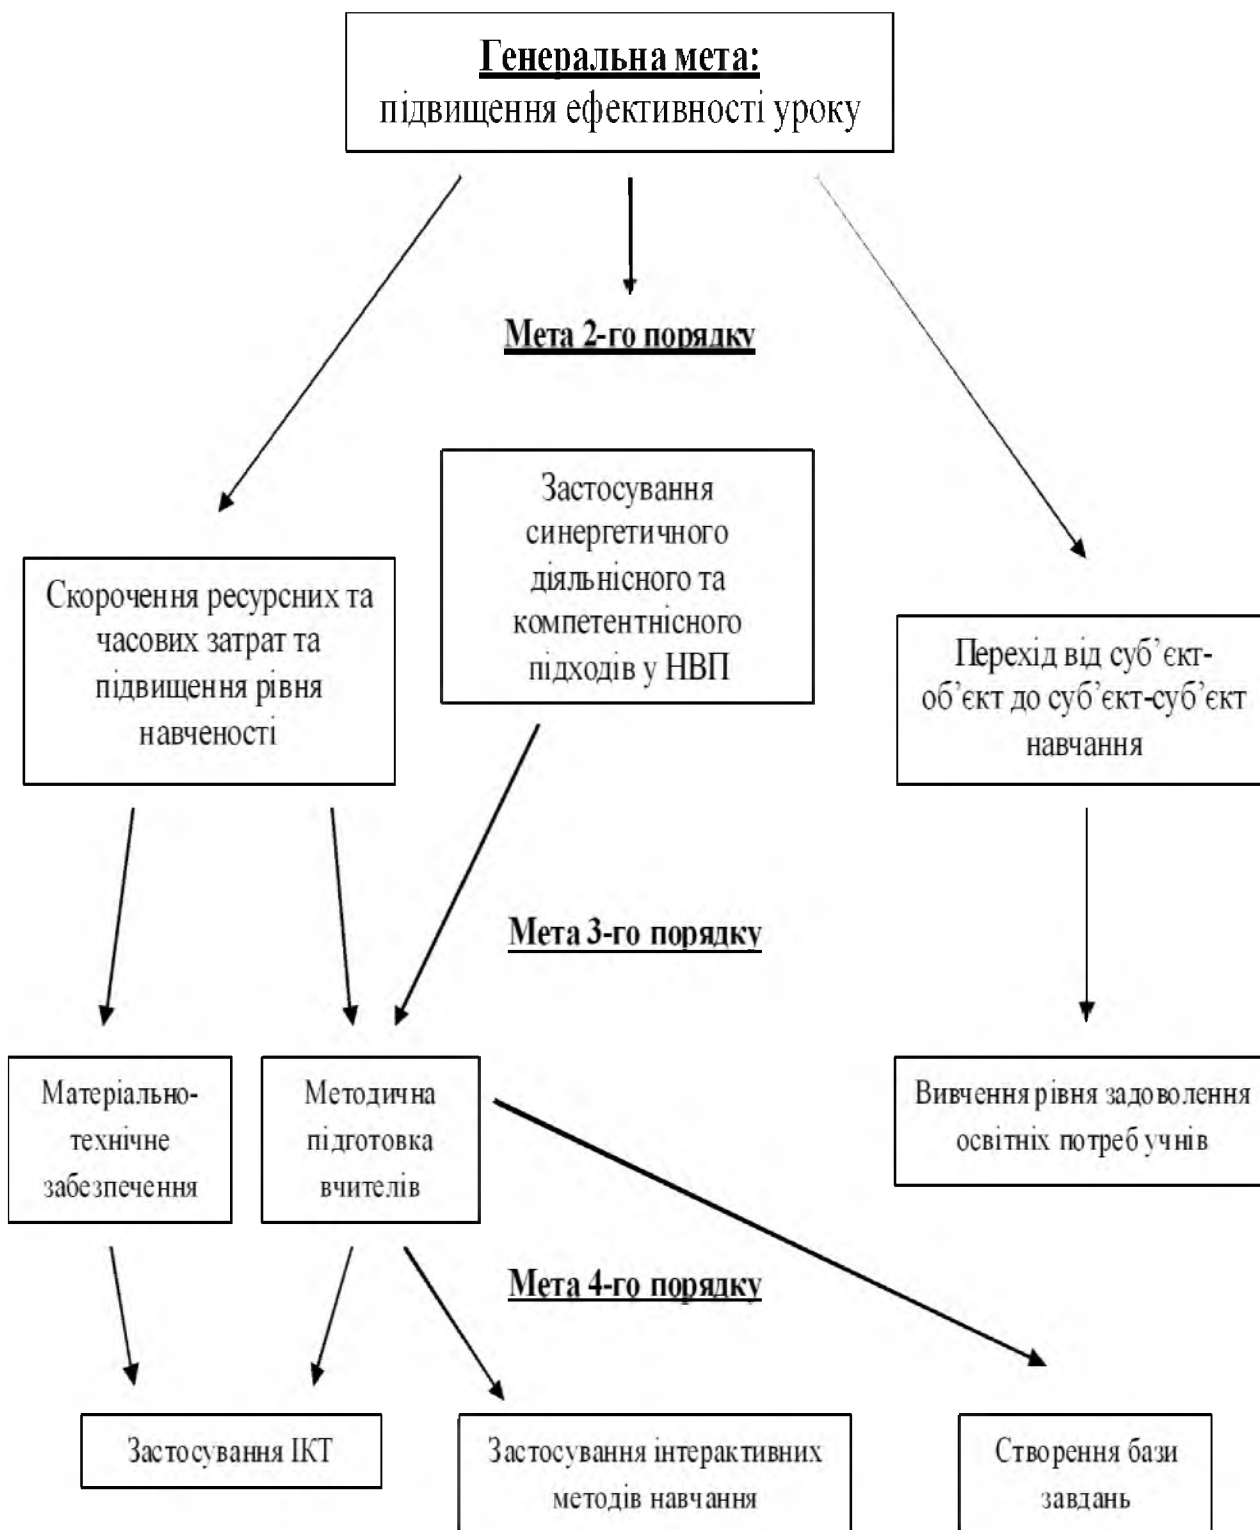 Генеральна мета:
підвищення ефективності уроку
Мета 2-го порядку
Застосування
синергетичного
діяльнісного та
компетентнісного
підходів у НВП
Скорочення ресурсних та
часових затрат та
підвищення рівня
навченості
Перехід від суб’єкт-
об’єкт до суб’єкт-суб’єкт
навчання
Мета 3-го порядку
Матеріально-
технічне
забезпечення
Методична
підготовка
вчителів
Вивчення рівня задоволення
освітніх потреб учнів
Мета 4-го порядку
Застосування ІКТ
Застосування інтерактивних
методів навчання
Створення бази
завдань